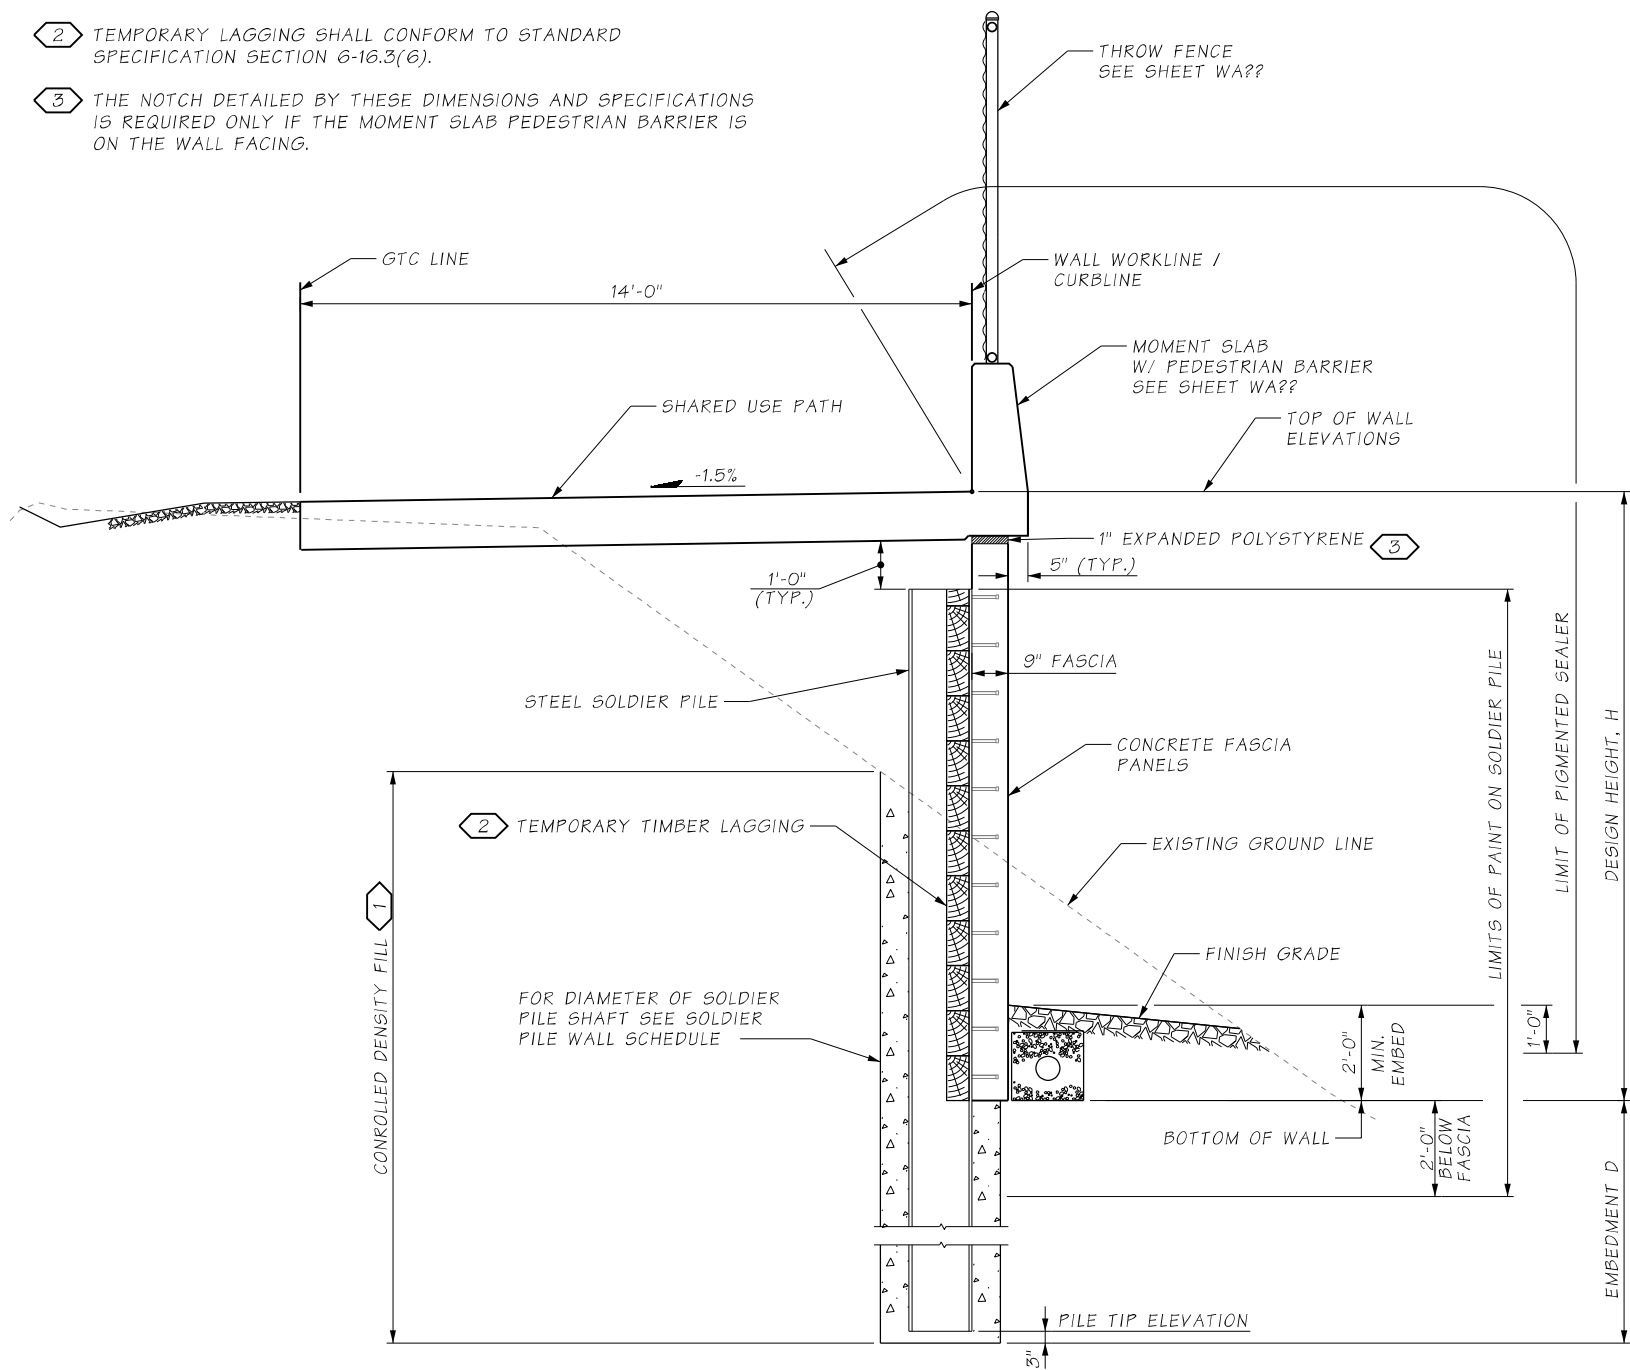 2 TEMPORARY LAGGING SHALL CONFORM TO STANDARD
SPECIFICATION SECTION 6-16.3(6).
3 THE NOTCH DETAILED BY THESE DIMENSIONS AND SPECIFICATIONS
IS REQUIRED ONLY IF THE MOMENT SLAB PEDESTRIAN BARRIER IS
ON THE WALL FACING.
THROW FENCE
SEE SHEET WA??
GTC LINE
WALL WORKLINE /
CURBLINE
14'-0"
MOMENT SLAB
W/ PEDESTRIAN BARRIER
SEE SHEET WA??
SHARED USE PATH
TOP OF WALL
ELEVATIONS
-1.5%
1" EXPANDED POLYSTYRENE 3
5" (TYP.)
1'-0"
(TYP.)
9" FASCIA
STEEL SOLDIER PILE
CONCRETE FASCIA
PANELS
2 TEMPORARY TIMBER LAGGING
EXISTING GROUND LINE
FINISH GRADE
FOR DIAMETER OF SOLDIER
PILE SHAFT SEE SOLDIER
PILE WALL SCHEDULE
CONROLLED DENSITY FILL 1
2'-0"
MIN.
EMBED
1'-0"
BOTTOM OF WALL
2'-0"
BELOW
FASCIA
LIMITS OF PAINT ON SOLDIER PILE
LIMIT OF PIGMENTED SEALER
DESIGN HEIGHT, H
EMBEDMENT D
PILE TIP ELEVATION
3"